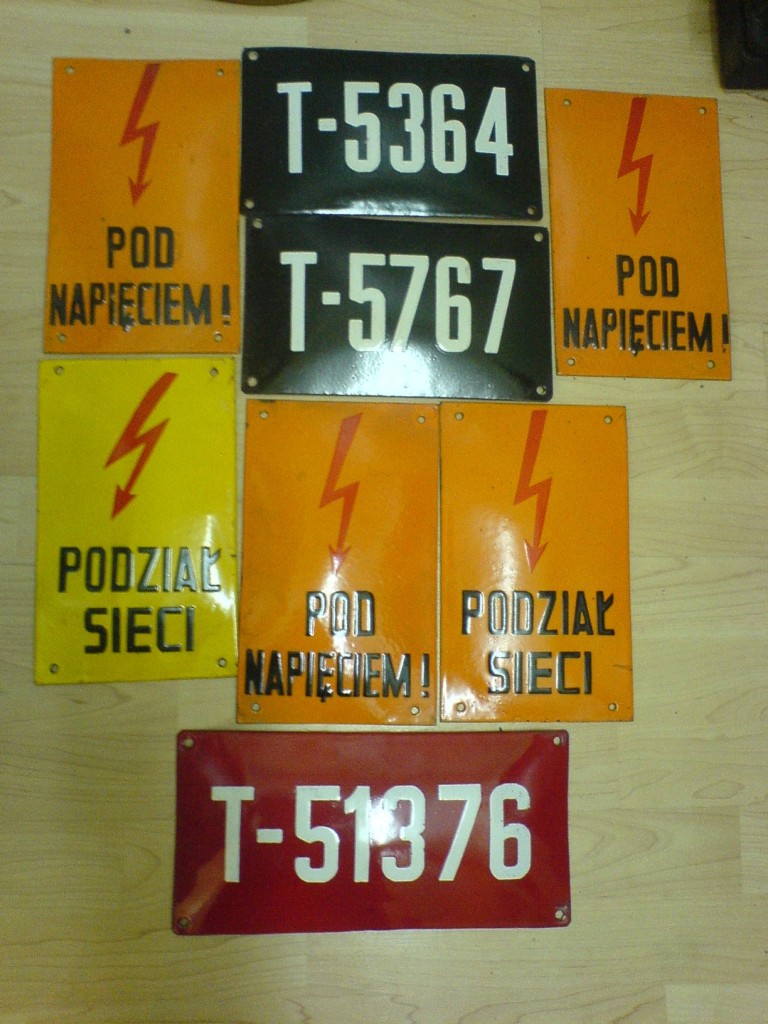 POD
NAPIĘCIEM!
T-5364
T-5767
POD
NAPIĘCIEM!
PODZIAŁ
SIECI
POD
NAPIĘCIEM!
PODZIAŁ
SIECI
T-51376